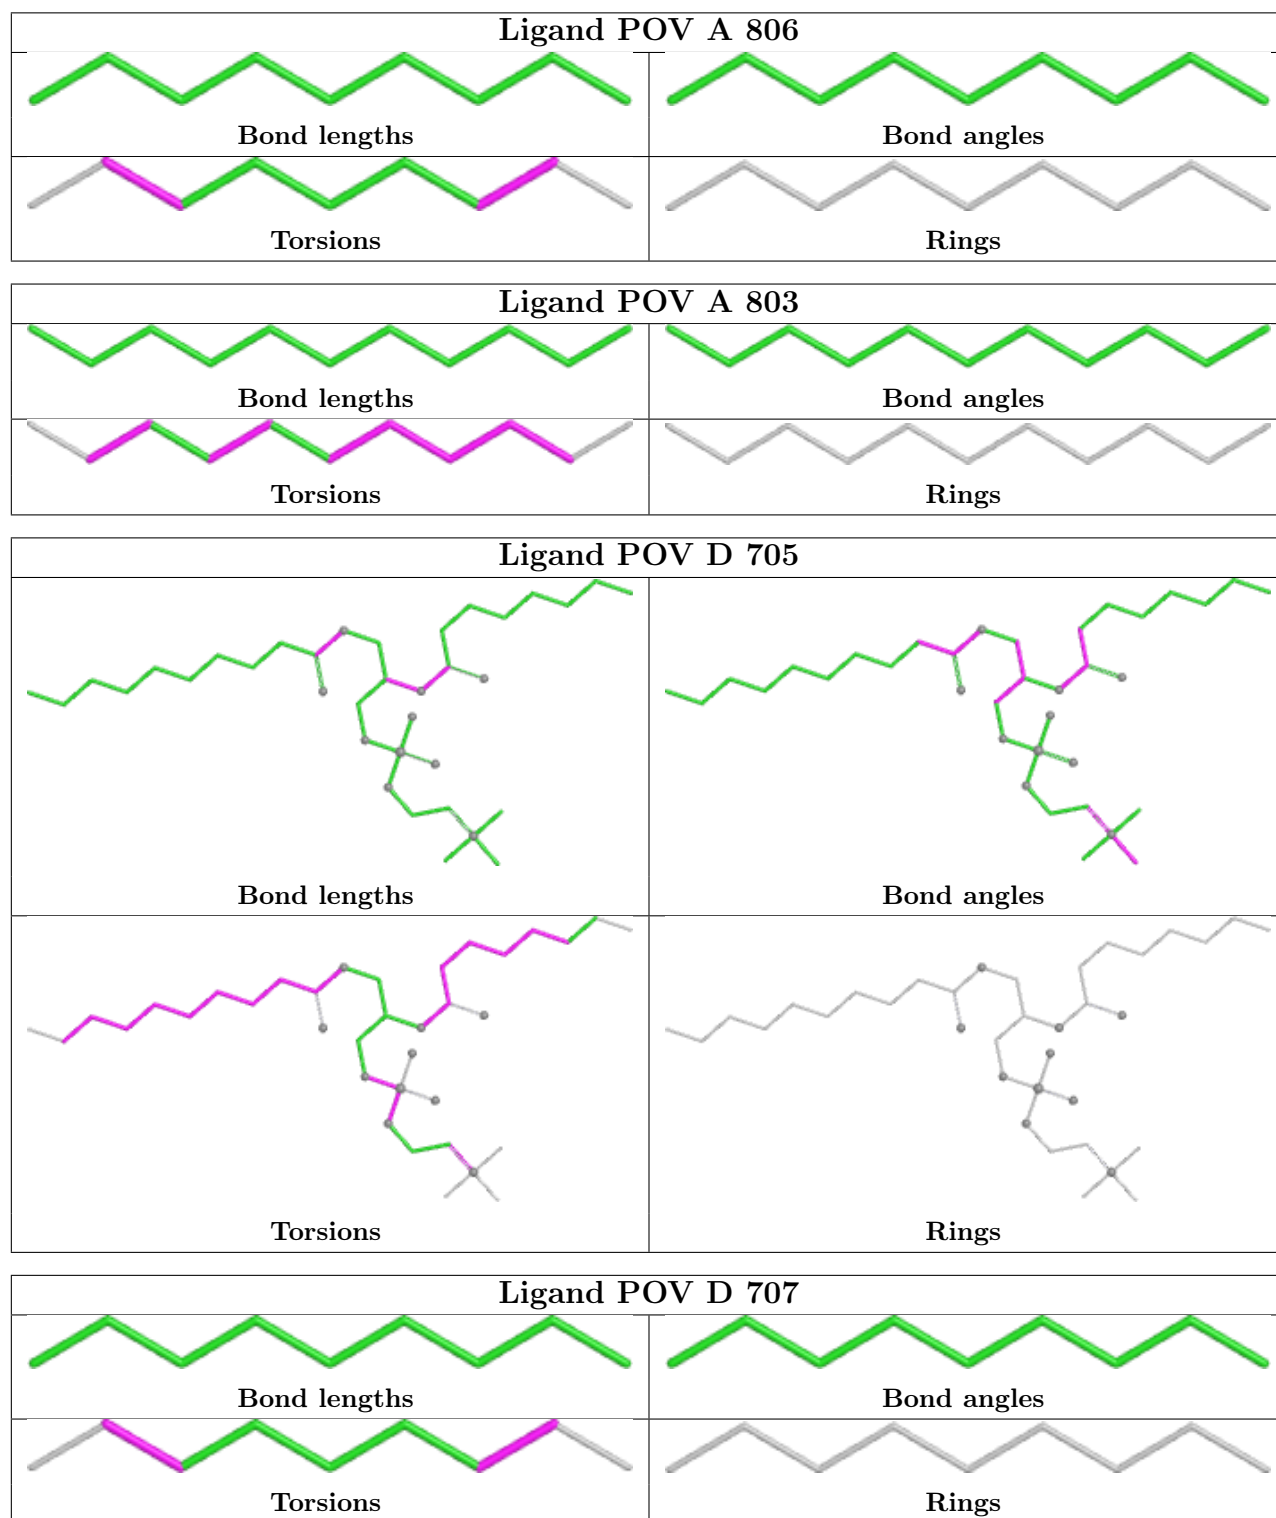 Ligand POV A 806
Bond lengths
Bond angles
Torsions
Rings
Ligand POV A 803
Bond lengths
Bond angles
Torsions
Rings
Ligand POV D 705
Bond lengths
Bond angles
Torsions
Rings
Ligand POV D 707
Bond lengths
Bond angles
Torsions
Rings